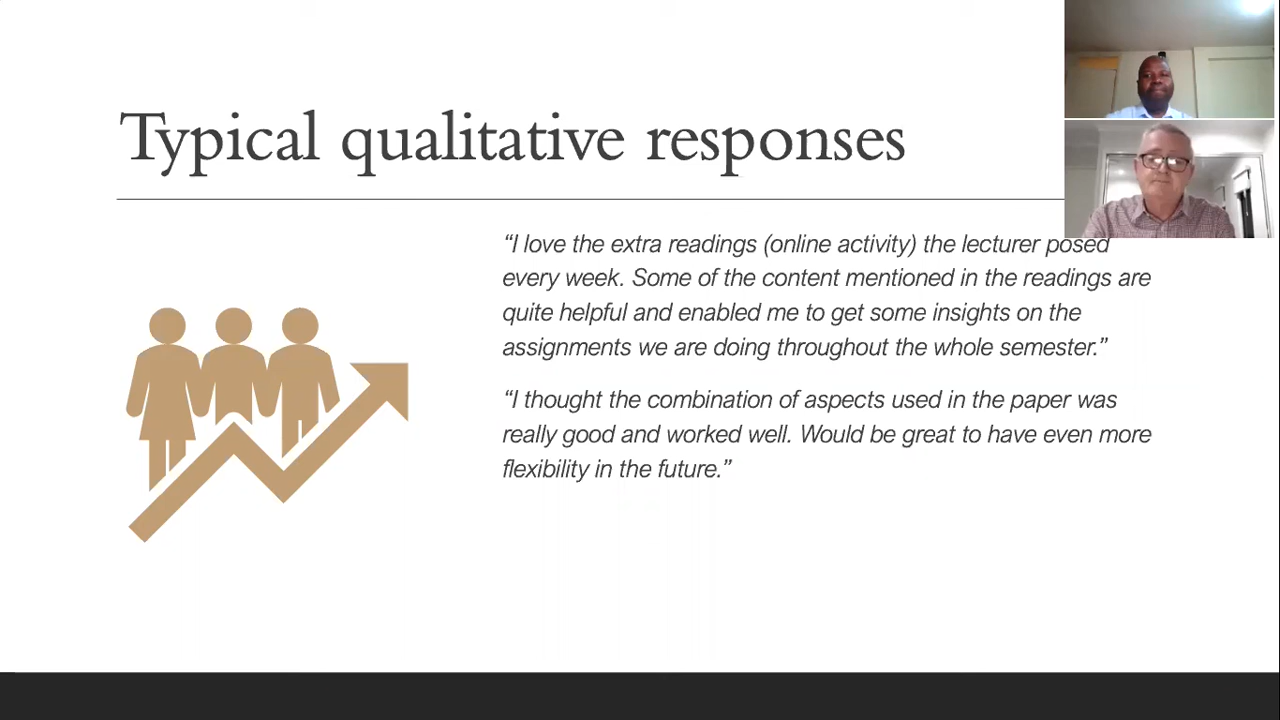 Typical qualitative responses
“I love the extra readings (online activity) the lecturer posed
every week. Some of the content mentioned in the readings are
quite helpful and enabled me to get some insights on the
assignments we are doing throughout the whole semester.”
“I thought the combination of aspects used in the paper was
really good and worked well. Would be great to have even more
flexibility in the future.”